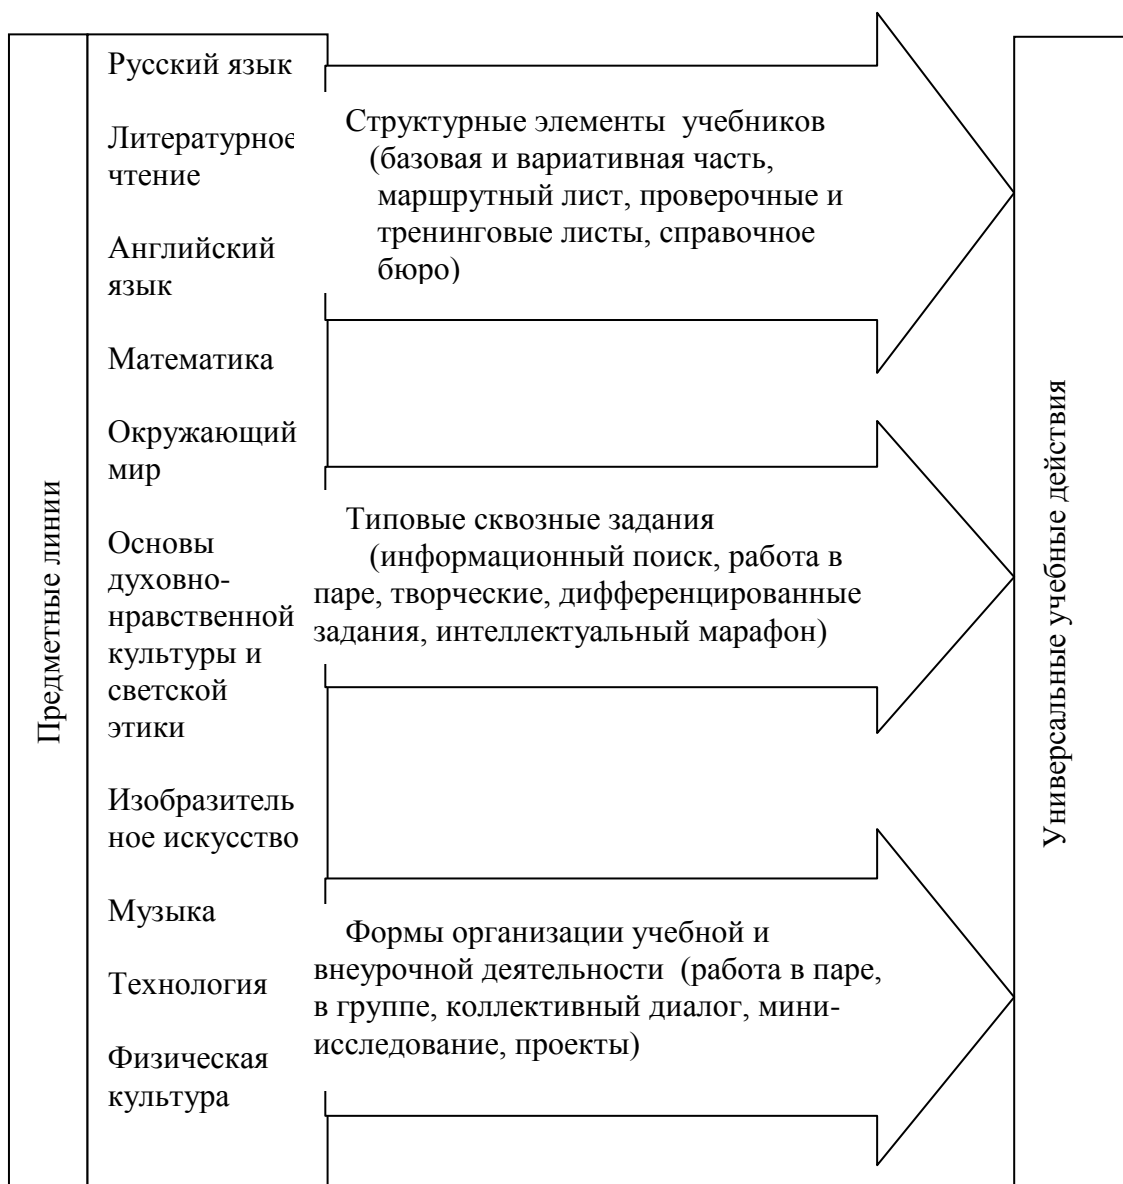 Предметные линии
Русский язык
Литературное
чтение
Английский
язык
Математика
Окружающий
мир
Основы
духовно-
нравственной
культуры и
светской
этики
Изобразитель
ное искусство
Музыка
Технология
Физическая
культура
Структурные элементы учебников
(базовая и вариативная часть,
маршрутный лист, проверочные и
тренинговые листы, справочное
бюро)
Типовые сквозные задания
(информационный поиск, работа в
паре, творческие, дифференцированные
задания, интеллектуальный марафон)
Формы организации учебной и
внеурочной деятельности (работа в паре,
в группе, коллективный диалог, мини-
исследование, проекты)
Универсальные учебные действия